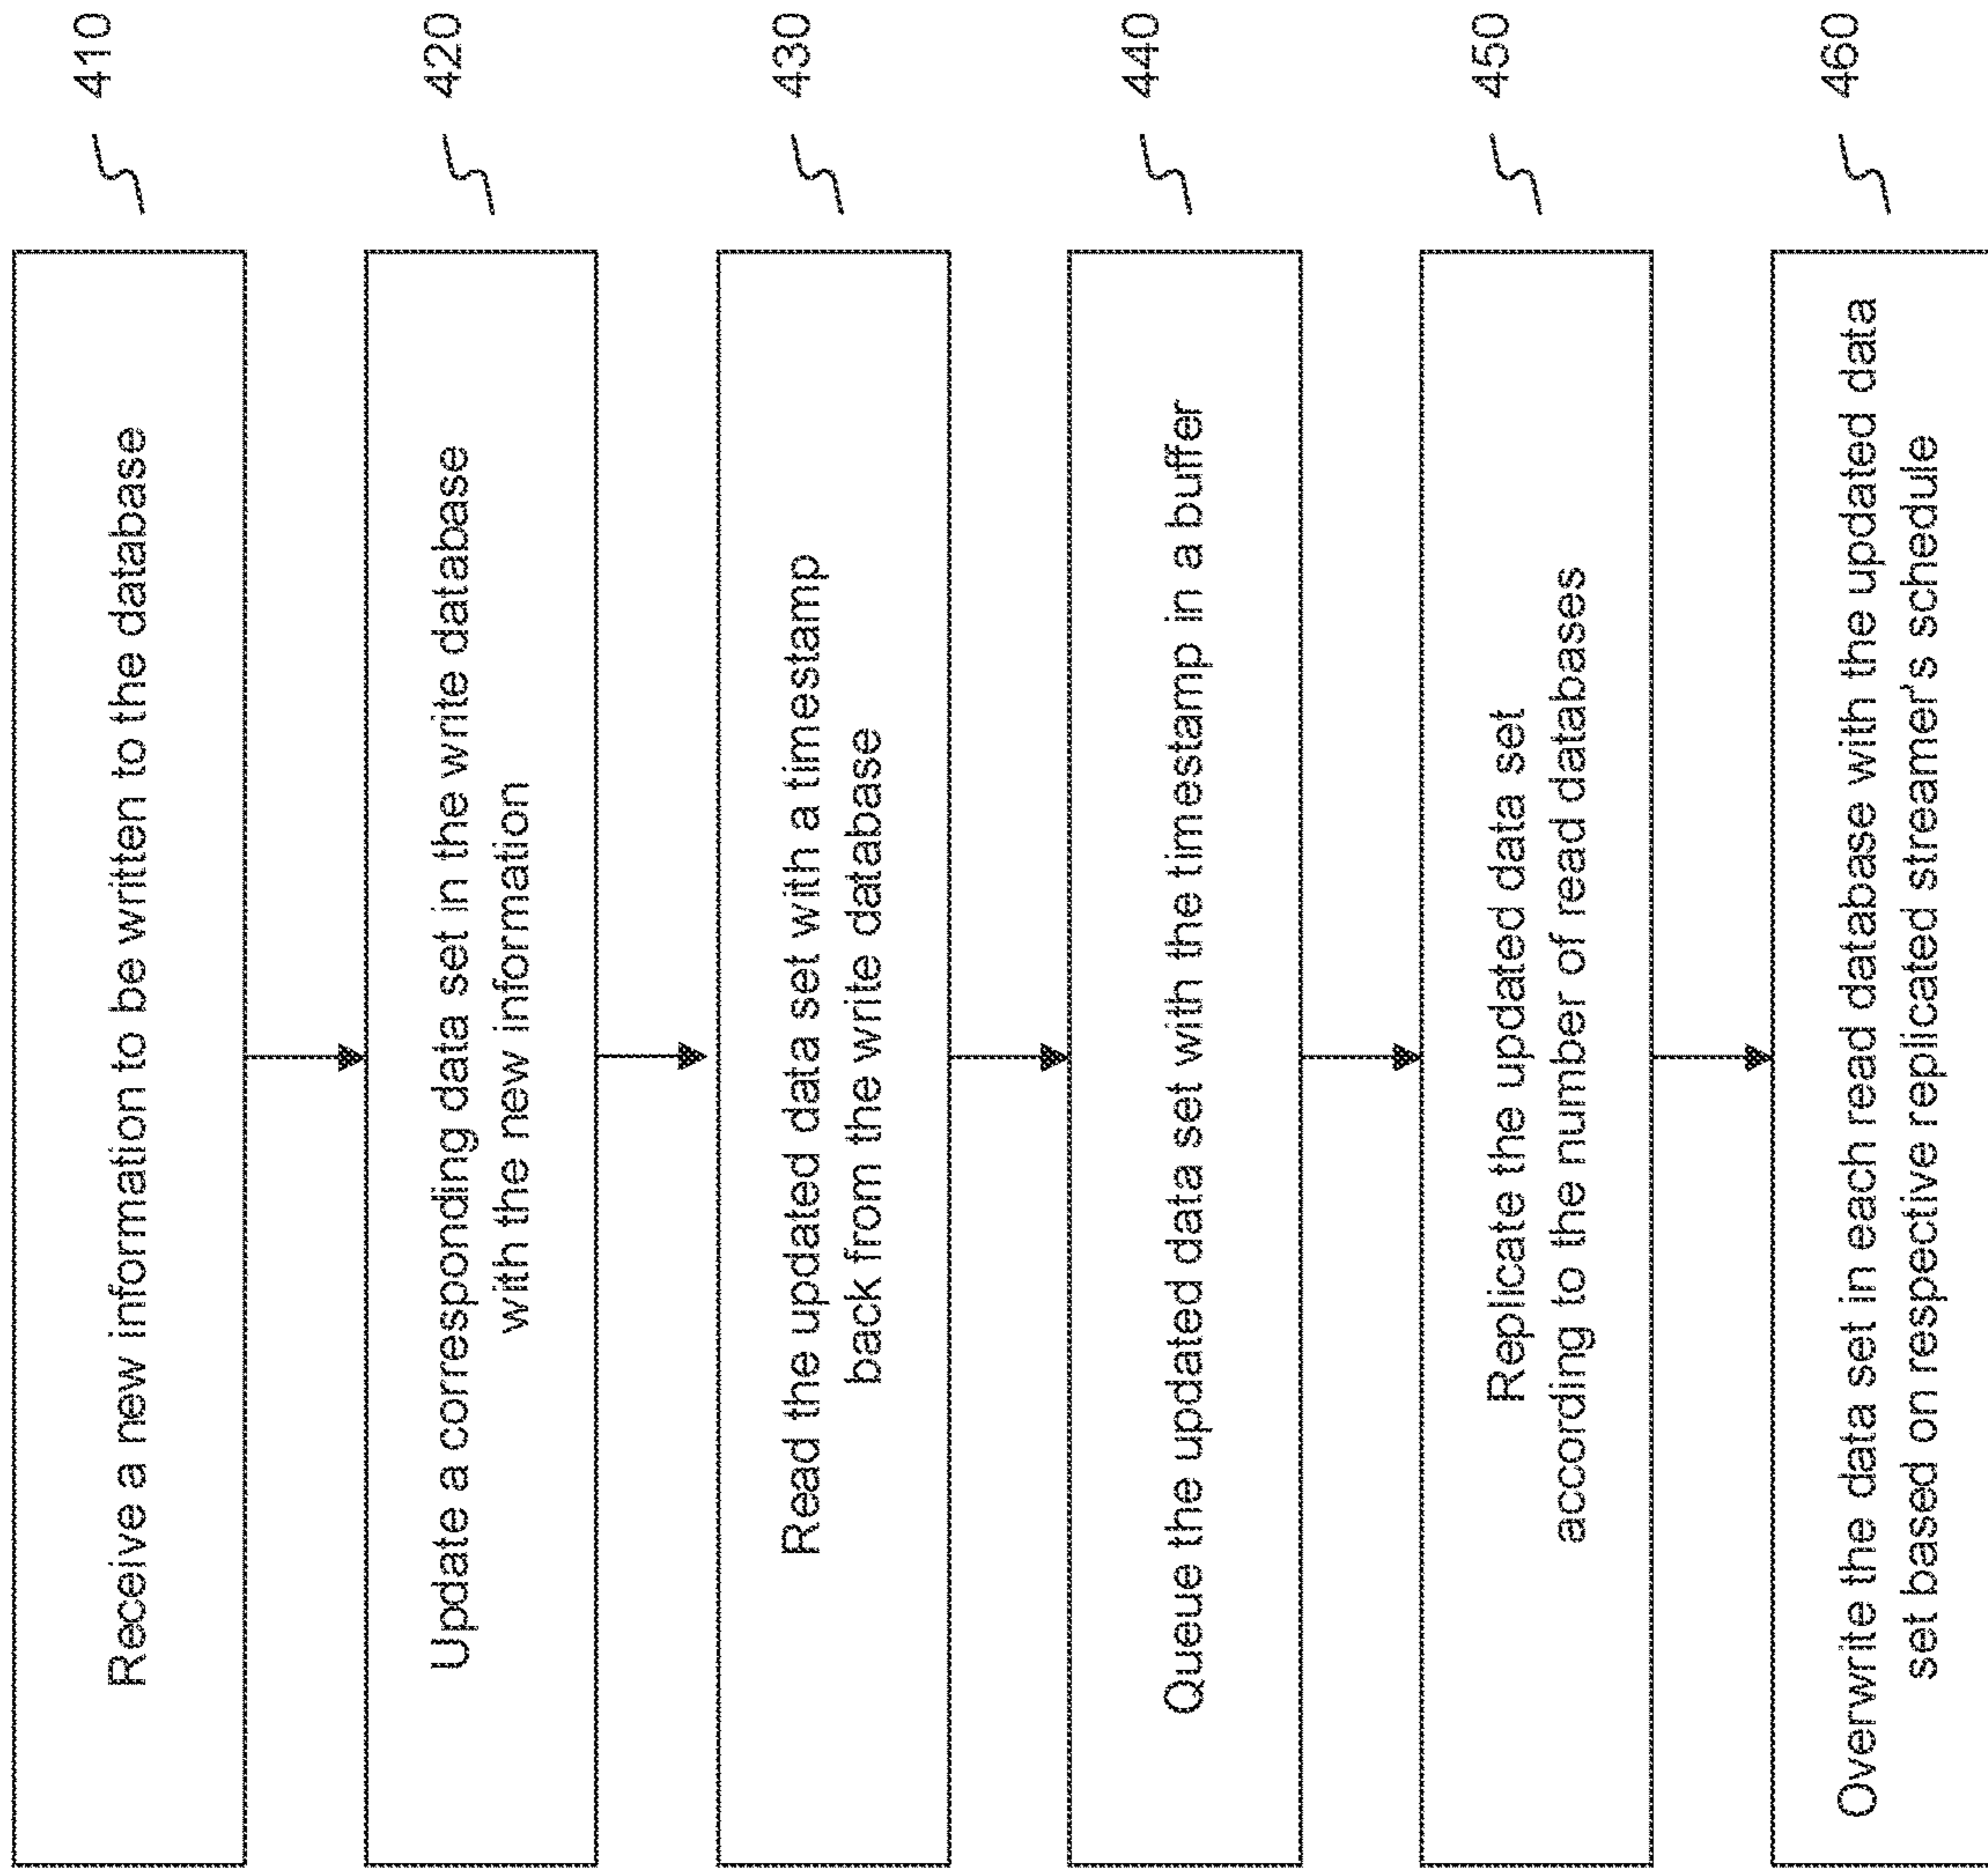 Receive a new information to be written to the database
410
Update a corresponding data set in the write database
with the new information
420
Read the updated data set with a timestamp
back from the write database
430
Queue the updated data set with the timestamp in a buffer
440
Replicate the updated data set
according to the number of read databases
450
Overwrite the data set in each read database with the updated data
set based on respective replicated streamer's schedule
460